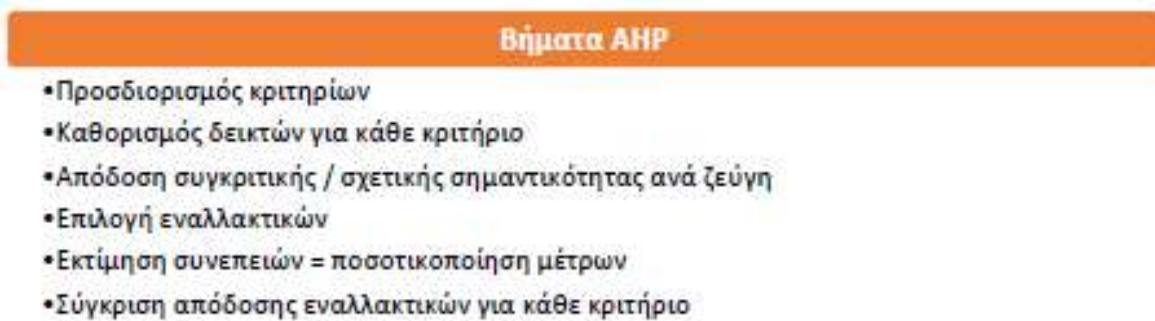 Βήματα AHP
•Προσδιορισμός κριτηρίων
•Καθορισμός δεικτών για κάθε κριτήριο
•Απόδοση συγκριτικής / σχετικής σημαντικότητας ανά ζεύγη
•Επιλογή εναλλακτικών
•Εκτίμηση συνεπειών = ποσοτικοποίηση μέτρων
•Σύγκριση απόδοσης εναλλακτικών για κάθε κριτήριο